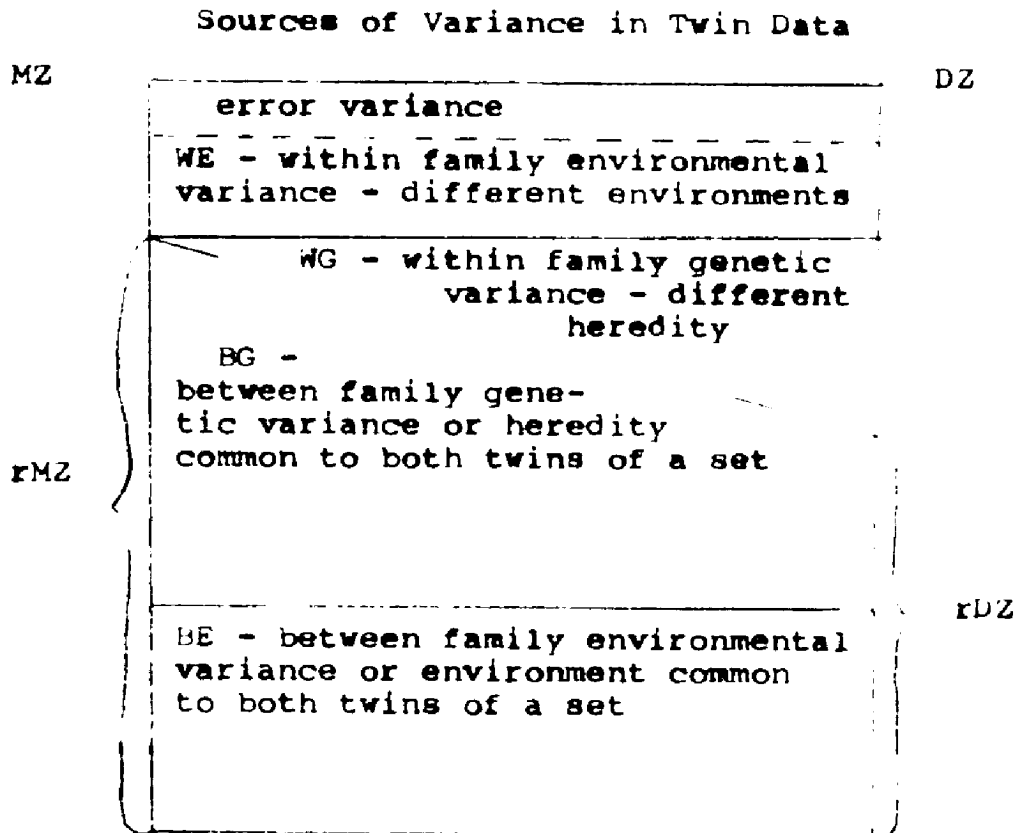 Sources of Variance in Twin Data
MZ
DZ
error variance
WE - within family environmental
variance - different environments
WG - within family genetic
variance - different
heredity
BG -
between family gene-
tic variance or heredity
common to both twins of a set
rMZ
rDZ
BE - between family environmental
variance or environment common
to both twins of a set